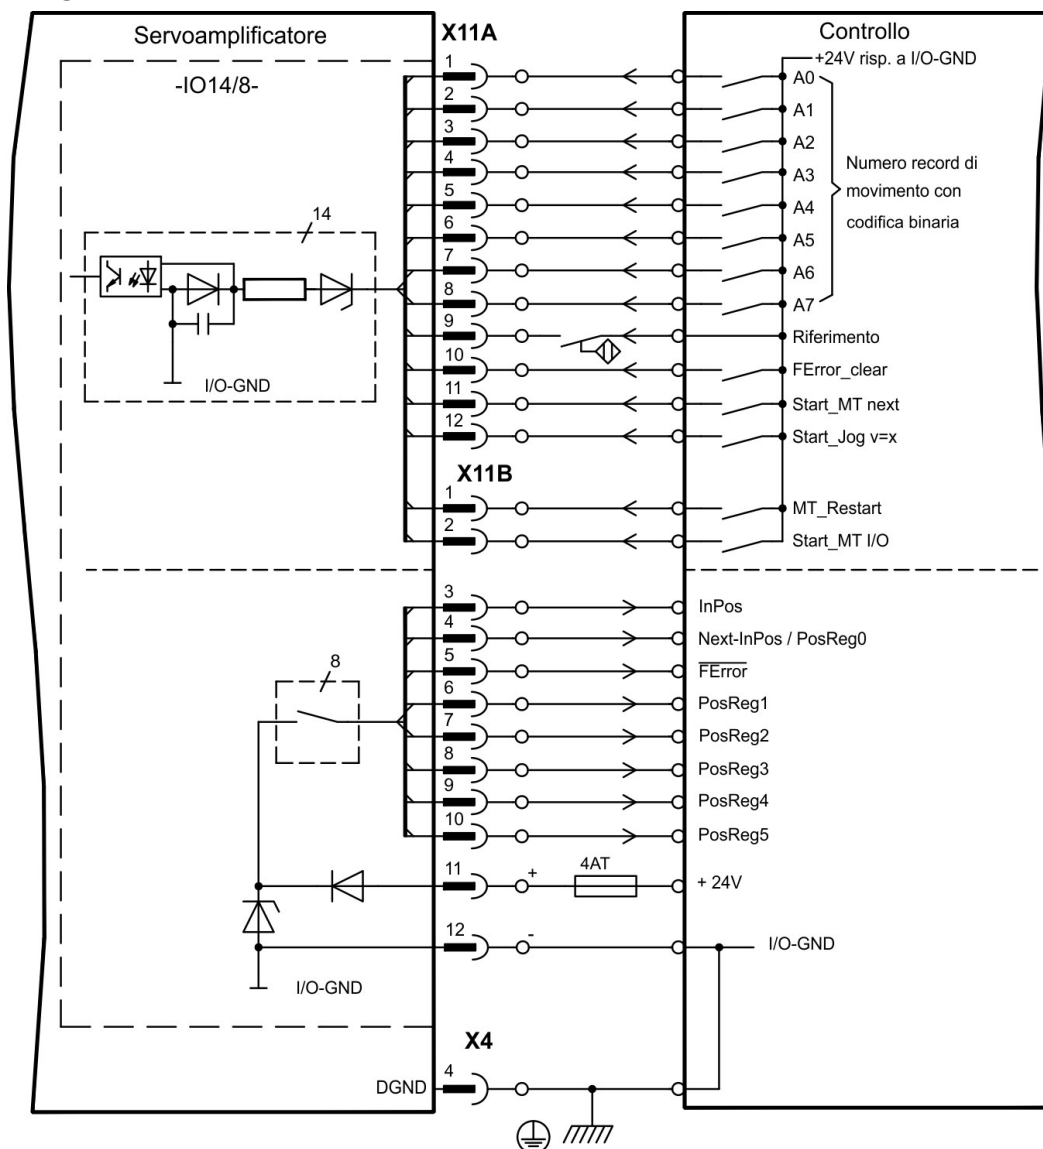 Servoamplificatore
X11A
Controllo
+24V risp. a I/O-GND
-IO14/8-
1
A0
2
A1
3
A2
4
A3
Numero record di
movimento con
codifica binaria
5
A4
6
A5
14
7
A6
8
A7
9
Riferimento
I/O-GND
10
FError_clear
11
Start_MT next
12
Start_Jog v=x
X11B
1
MT_Restart
2
Start_MT I/O
3
InPos
4
Next-InPos / PosReg0
5
FError
8
6
PosReg1
7
PosReg2
8
PosReg3
9
PosReg4
10
PosReg5
11
+
4AT
+ 24V
12
-
I/O-GND
I/O-GND
X4
DGND
4